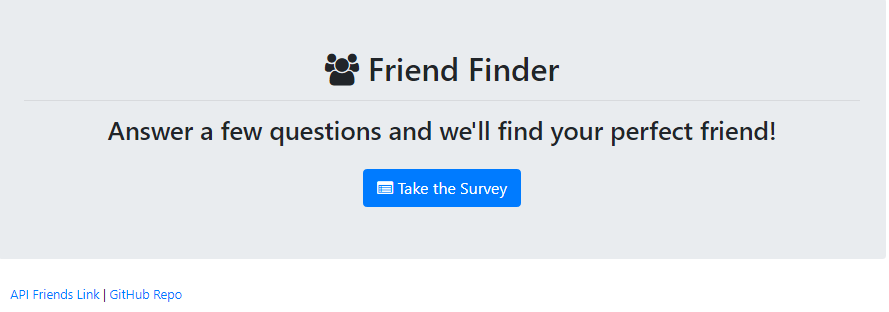 Friend Finder
Answer a few questions and we'll find your perfect friend!
Take the Survey
API Friends Link | GitHub Repo